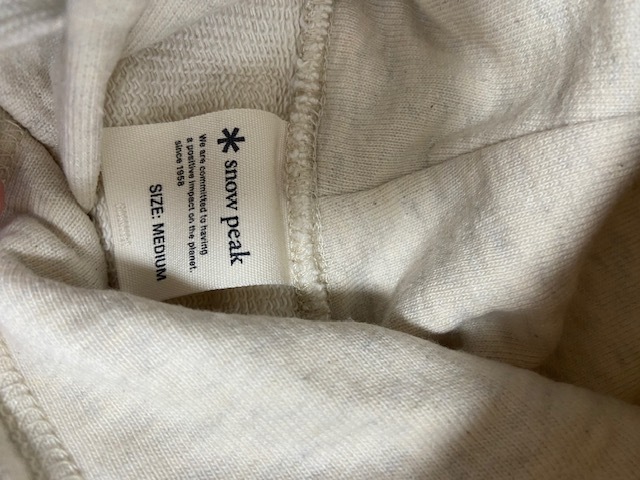 snow peak
We are committed to having
a positive impact on the planet.
since 1958
SIZE: MEDIUM